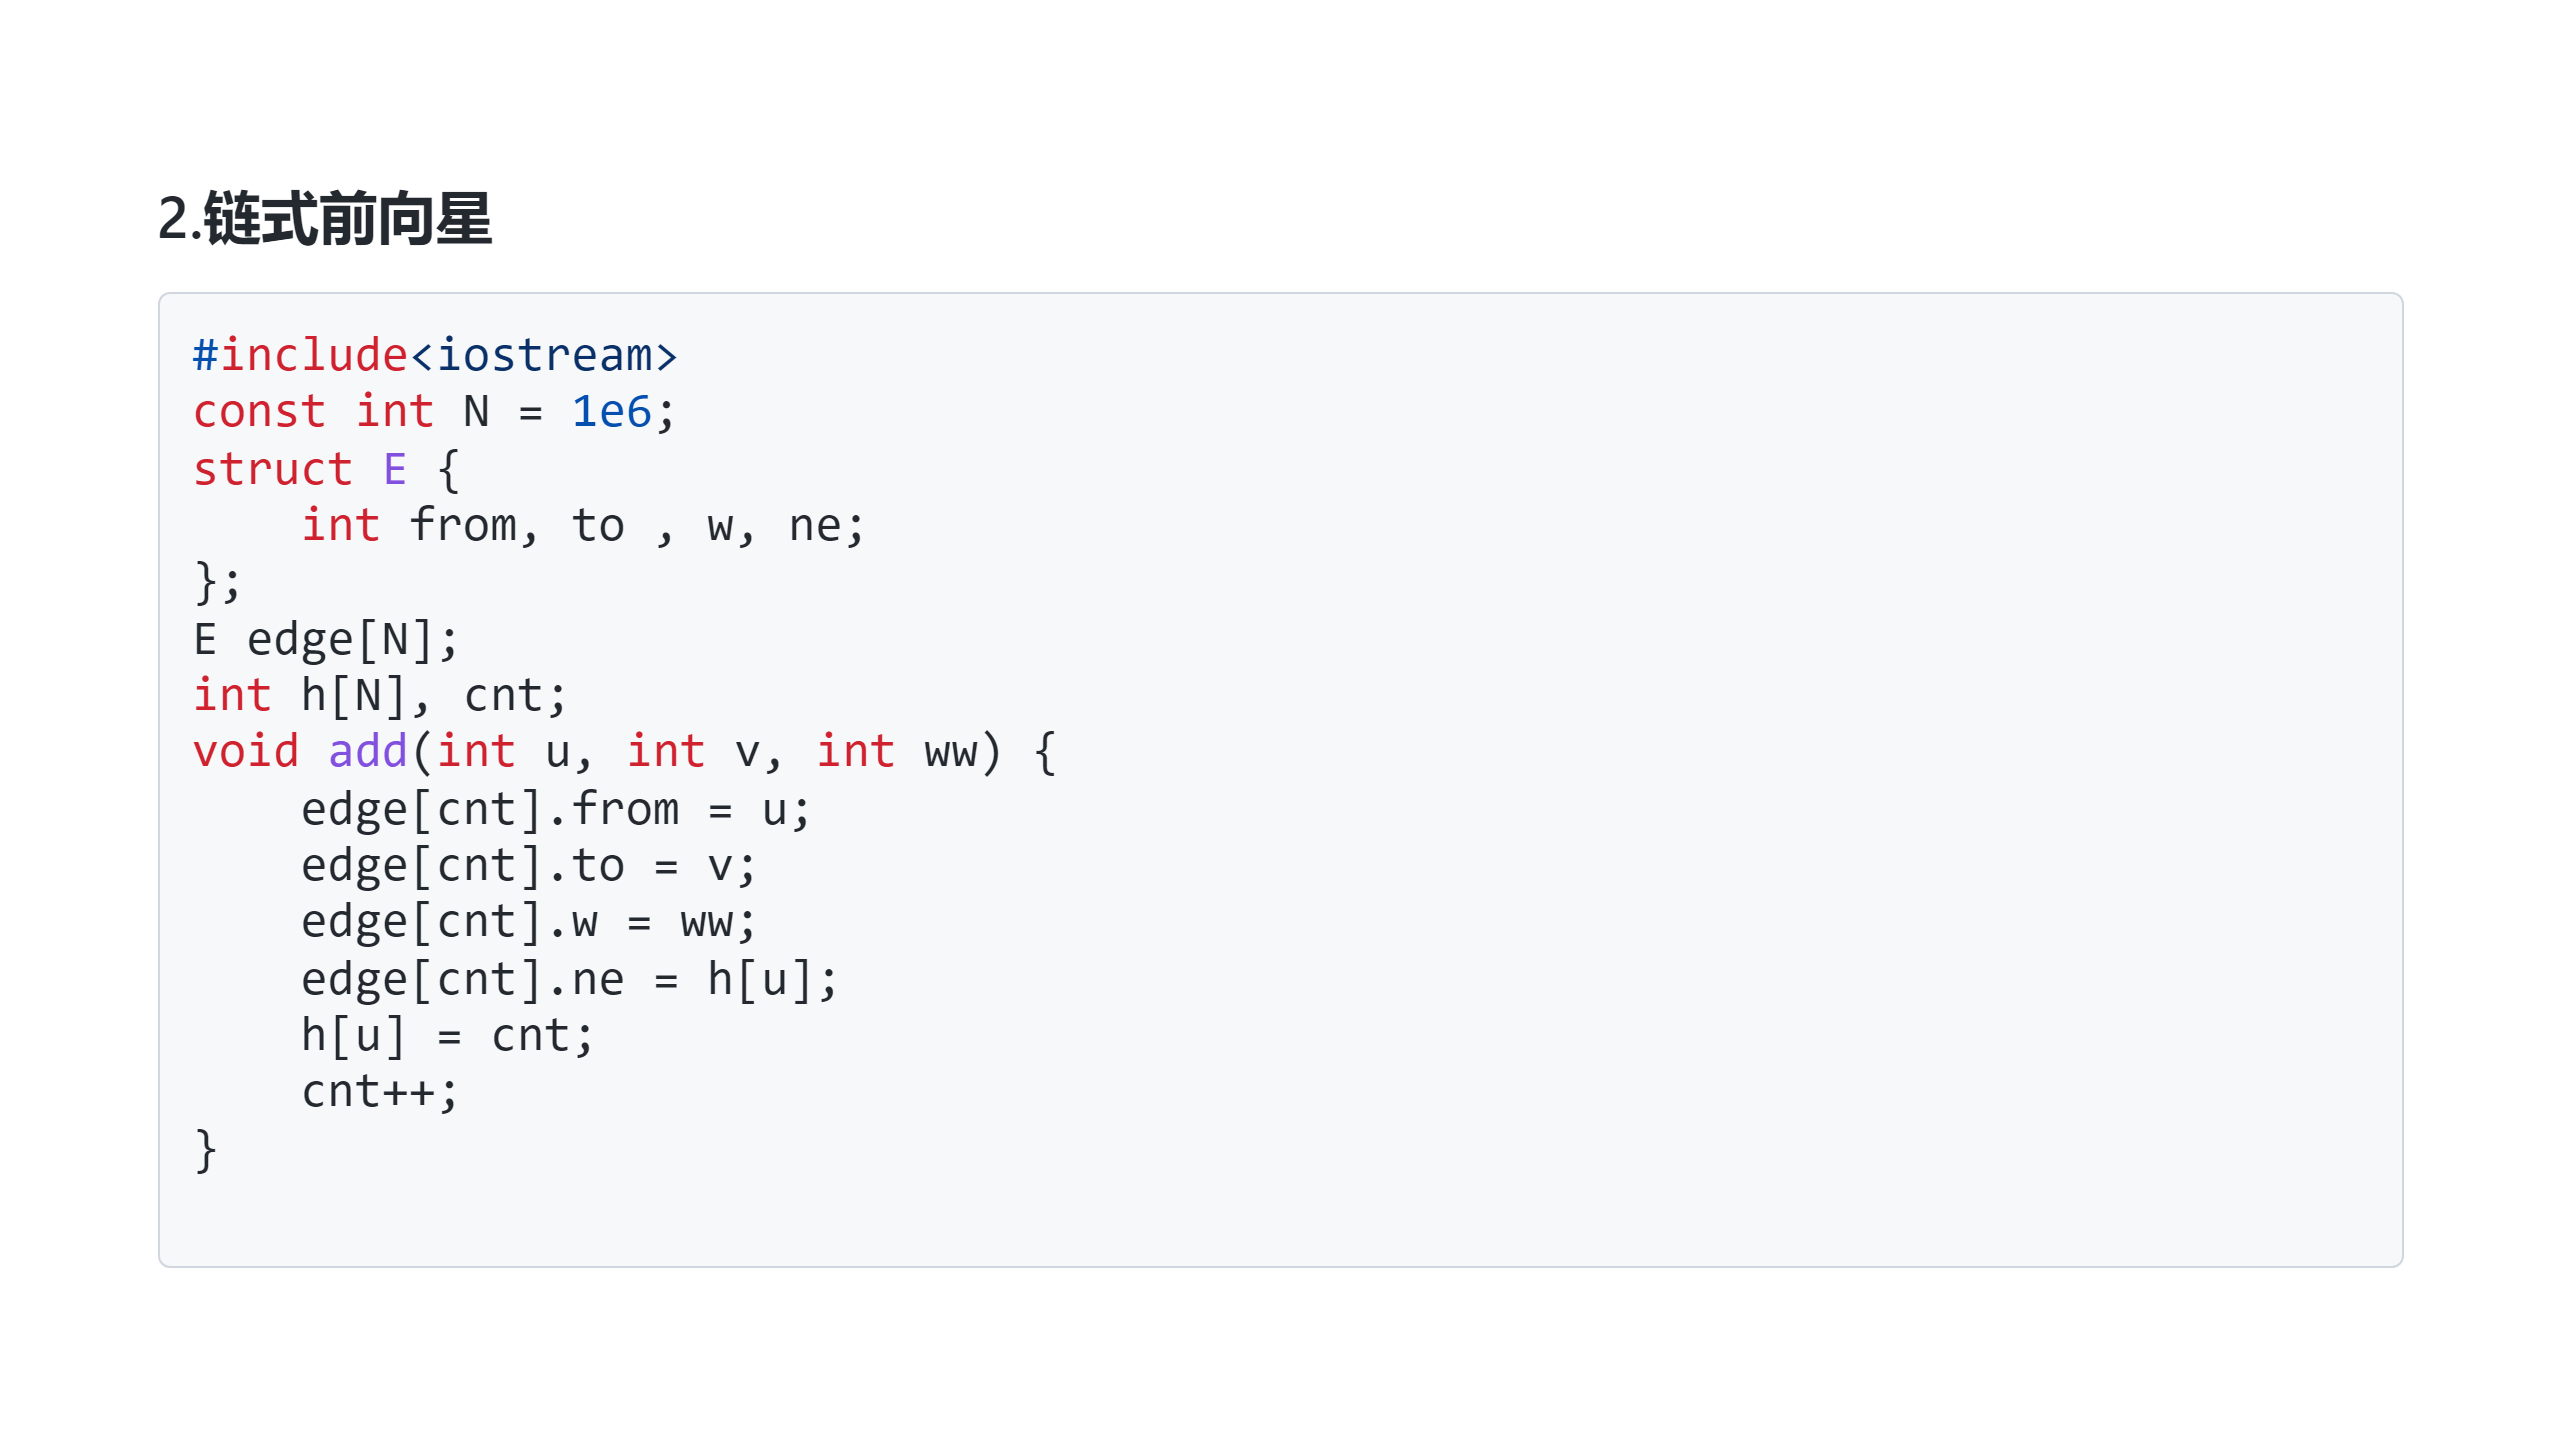 2.链式前向星
#include<iostream>
const int N = 1e6;
struct E {
    int from, to , w, ne;
};
E edge[N];
int h[N], cnt;
void add(int u, int v, int ww) {
    edge[cnt].from = u;
    edge[cnt].to = v;
    edge[cnt].w = ww;
    edge[cnt].ne = h[u];
    h[u] = cnt;
    cnt++;
}